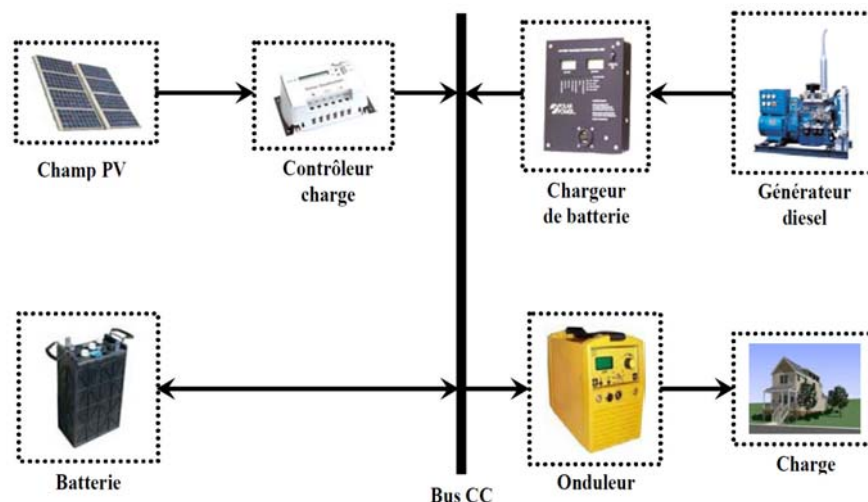 Champ PV
Contrôleur
charge
Chargeur
de batterie
Générateur
diesel
Batterie
Bus CC
Onduleur
Charge